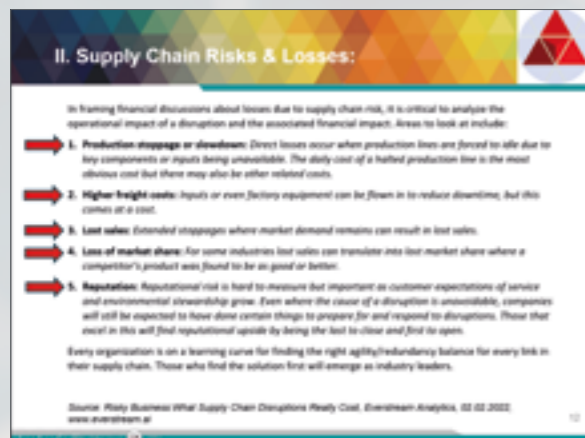 II. Supply Chain Risks & Losses:
In framing financial discussions about losses due to supply chain risk, it is critical to analyze the
operational impact of a disruption and the associated financial impact. Areas to look at include:
1. Production stoppage or slowdown: Direct losses occur when production lines are forced to idle due to
key components or inputs being unavailable. The daily cost of a halted production line is the most
obvious cost but there may also be other related costs.
2. Higher freight costs: Inputs or even factory equipment can be flown in to reduce downtime, but this
comes at a cost.
3. Lost sales: Extended stoppages where market demand remains can result in lost sales.
4. Loss of market share: For some industries lost sales can translate into lost market share where a
competitor's product was found to be as good or better.
5. Reputation: Reputational risk is hard to measure but important as customer expectations of service
and environmental stewardship grow. Even where the cause of a disruption is unavoidable, companies
will still be expected to have done certain things to prepare for and respond to disruptions. Those that
excel in this will find reputational upside by being the last to close and first to open.
Every organization is on a learning curve for finding the right agility/redundancy balance for every link in
their supply chain. Those who find the solution first will emerge as industry leaders.
Source: Risky Business What Supply Chain Disruptions Really Cost, Everstream Analytics, 02.02.2022,
www.everstream.ai
12